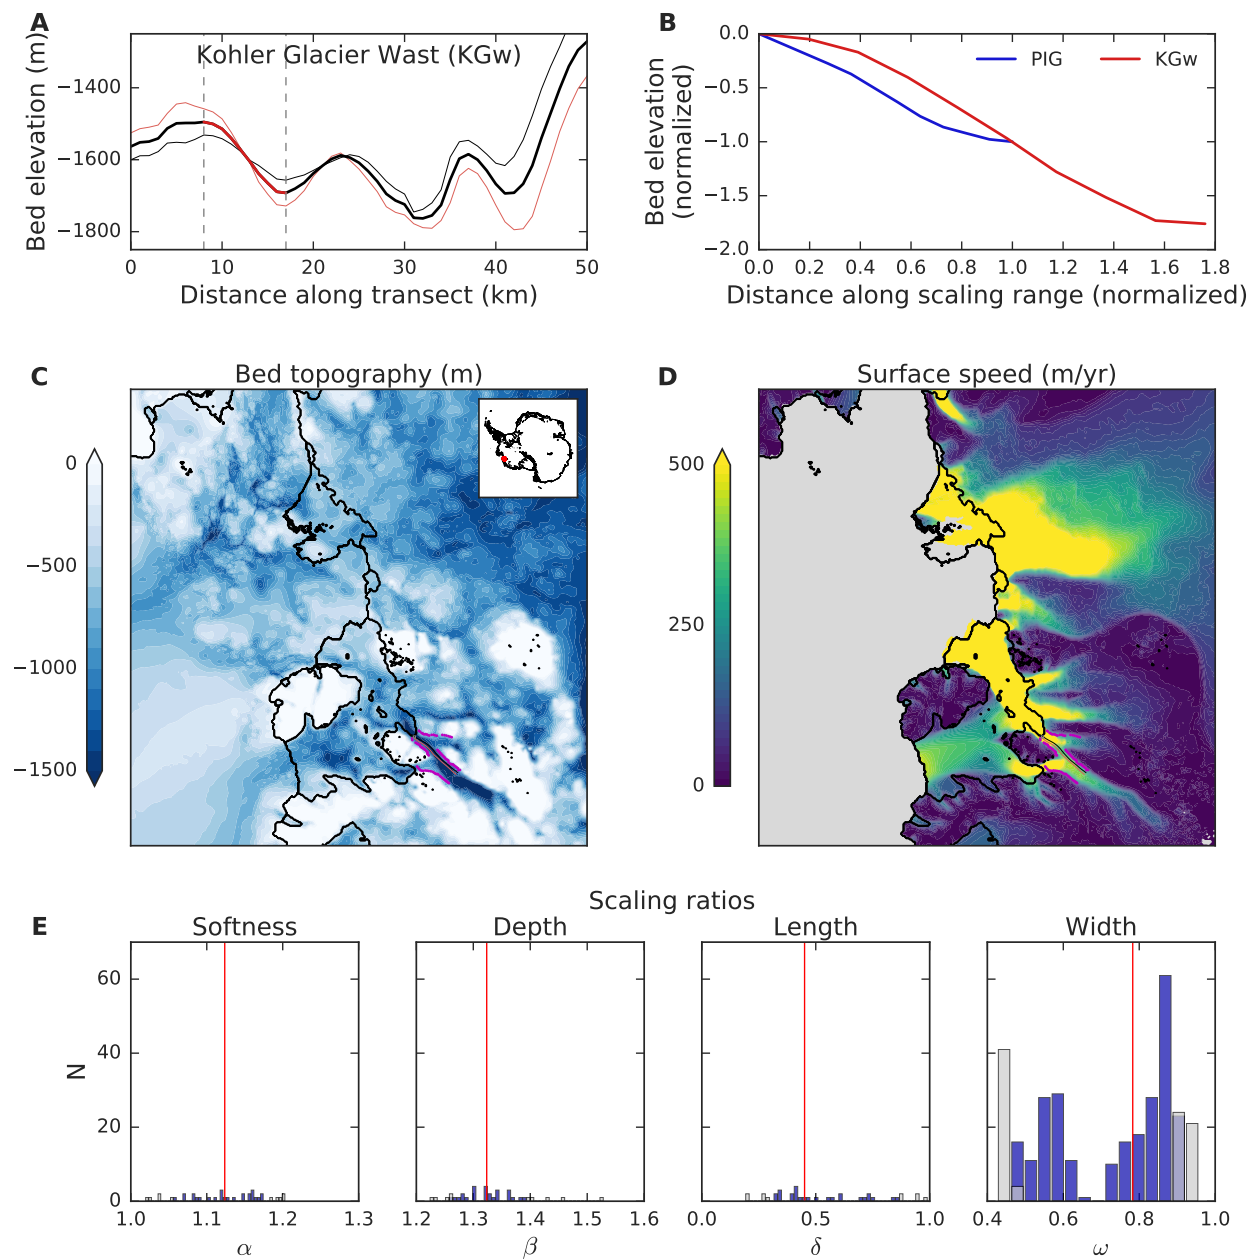 A
Kohler Glacier Wast (KGw)
Bed elevation (m)
−1400
−1600
−1800
0 10 20 30 40 50
Distance along transect (km)
B
PIG KGw
Bed elevation
(normalized)
0.0
−0.5
−1.0
−1.5
−2.0
0.0 0.2 0.4 0.6 0.8 1.0 1.2 1.4 1.6 1.8
Distance along scaling range (normalized)
C
Bed topography (m)
0
−500
−1000
−1500
D
Surface speed (m/yr)
500
250
0
Scaling ratios
E
Softness
N
60
40
20
0
1.0 1.1 1.2 1.3
α
Depth
1.2 1.3 1.4 1.5 1.6
β
Length
0.0 0.5 1.0
δ
Width
0.4 0.6 0.8 1.0
ω